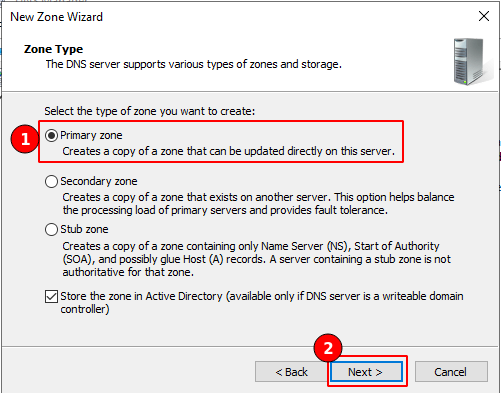 New Zone Wizard
Zone Type
The DNS server supports various types of zones and storage.
Select the type of zone you want to create:
1
Primary zone
Creates a copy of a zone that can be updated directly on this server.
Secondary zone
Creates a copy of a zone that exists on another server. This option helps balance
the processing load of primary servers and provides fault tolerance.
Stub zone
Creates a copy of a zone containing only Name Server (NS), Start of Authority
(SOA), and possibly glue Host (A) records. A server containing a stub zone is not
authoritative for that zone.
Store the zone in Active Directory (available only if DNS server is a writeable domain
controller)
2
< Back Next > Cancel